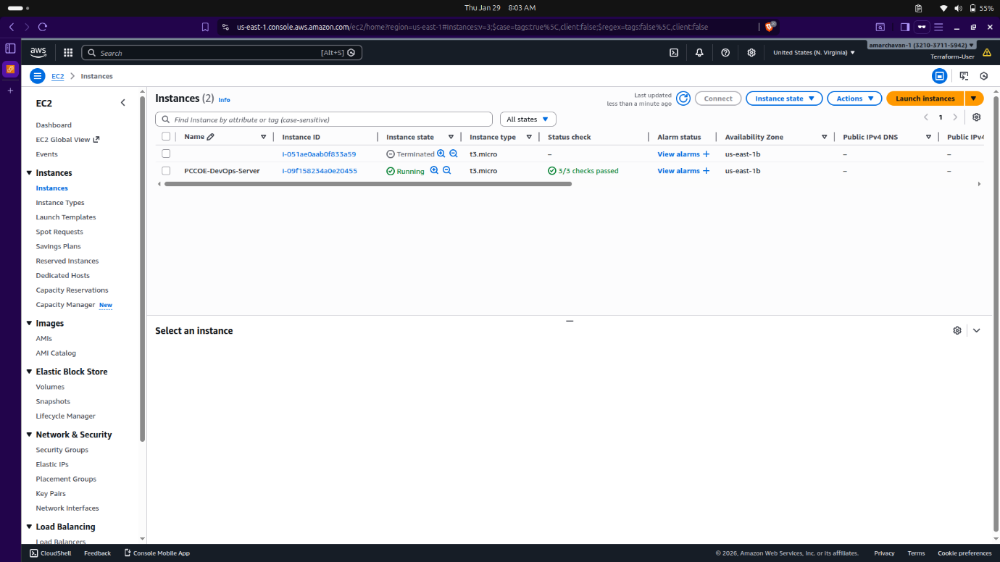 Thu Jan 29 8:03 AM
55%
us-east-1.console.aws.amazon.com/ec2/home?region=us-east-1#Instances:v=3;$case=tags:true%5C,client:false;$regex=tags:false%5C,client:false
20
aws
Search
[Alt+S]
United States (N. Virginia)
amarchavan-1 (3210-3711-5942)
Terraform-User
EC2
Instances
EC2
Dashboard
EC2 Global View
Events
Instances
Instances
Instance Types
Launch Templates
Spot Requests
Savings Plans
Reserved Instances
Dedicated Hosts
Capacity Reservations
Capacity Manager New
Images
AMIs
AMI Catalog
Elastic Block Store
Volumes
Snapshots
Lifecycle Manager
Network & Security
Security Groups
Elastic IPs
Placement Groups
Key Pairs
Network Interfaces
Load Balancing
Load Balancers
Instances (2) Info
Last updated
less than a minute ago
Connect
Instance state
Actions
Launch instances
Find Instance by attribute or tag (case-sensitive)
All states
1
Name Instance ID Instance state Instance type Status check Alarm status Availability Zone Public IPv4 DNS Public IPv4
i-051ae0aab0f833a59 Terminated t3.micro – View alarms + us-east-1b – –
PCCOE-DevOps-Server i-09f158234a0e20455 Running t3.micro 3/3 checks passed View alarms + us-east-1b – –
Select an instance
CloudShell Feedback Console Mobile App
© 2026, Amazon Web Services, Inc. or its affiliates. Privacy Terms Cookie preferences